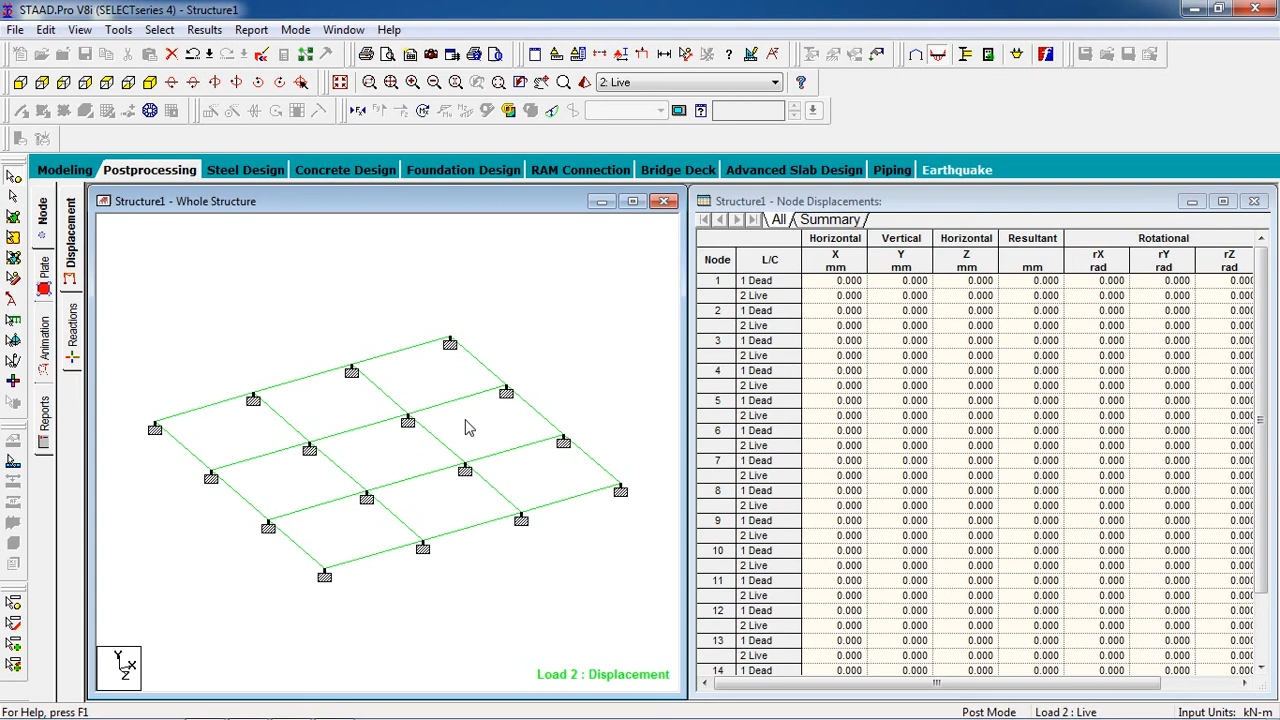 STAAD.Pro V8i (SELECTseries 4) - Structure1
File Edit View Tools Select Results Report Mode Window Help
2: Live
Modeling Postprocessing Steel Design Concrete Design Foundation Design RAM Connection Bridge Deck Advanced Slab Design Piping Earthquake
Node
Plate
Animation
Reports
Displacement
Reactions
Structure1 - Whole Structure
Y
X
Z
Load 2 : Displacement
Structure1 - Node Displacements:
All Summary
Horizontal Vertical Horizontal Resultant Rotational
Node L/C X Y Z rX rY rZ
mm mm mm mm rad rad rad
1 1 Dead 0.000 0.000 0.000 0.000 0.000 0.000 0.000
2 Live 0.000 0.000 0.000 0.000 0.000 0.000 0.000
2 1 Dead 0.000 0.000 0.000 0.000 0.000 0.000 0.000
2 Live 0.000 0.000 0.000 0.000 0.000 0.000 0.000
3 1 Dead 0.000 0.000 0.000 0.000 0.000 0.000 0.000
2 Live 0.000 0.000 0.000 0.000 0.000 0.000 0.000
4 1 Dead 0.000 0.000 0.000 0.000 0.000 0.000 0.000
2 Live 0.000 0.000 0.000 0.000 0.000 0.000 0.000
5 1 Dead 0.000 0.000 0.000 0.000 0.000 0.000 0.000
2 Live 0.000 0.000 0.000 0.000 0.000 0.000 0.000
6 1 Dead 0.000 0.000 0.000 0.000 0.000 0.000 0.000
2 Live 0.000 0.000 0.000 0.000 0.000 0.000 0.000
7 1 Dead 0.000 0.000 0.000 0.000 0.000 0.000 0.000
2 Live 0.000 0.000 0.000 0.000 0.000 0.000 0.000
8 1 Dead 0.000 0.000 0.000 0.000 0.000 0.000 0.000
2 Live 0.000 0.000 0.000 0.000 0.000 0.000 0.000
9 1 Dead 0.000 0.000 0.000 0.000 0.000 0.000 0.000
2 Live 0.000 0.000 0.000 0.000 0.000 0.000 0.000
10 1 Dead 0.000 0.000 0.000 0.000 0.000 0.000 0.000
2 Live 0.000 0.000 0.000 0.000 0.000 0.000 0.000
11 1 Dead 0.000 0.000 0.000 0.000 0.000 0.000 0.000
2 Live 0.000 0.000 0.000 0.000 0.000 0.000 0.000
12 1 Dead 0.000 0.000 0.000 0.000 0.000 0.000 0.000
2 Live 0.000 0.000 0.000 0.000 0.000 0.000 0.000
13 1 Dead 0.000 0.000 0.000 0.000 0.000 0.000 0.000
2 Live 0.000 0.000 0.000 0.000 0.000 0.000 0.000
14 1 Dead 0.000 0.000 0.000 0.000 0.000 0.000 0.000
For Help, press F1 Post Mode Load 2 : Live Input Units: kN-m